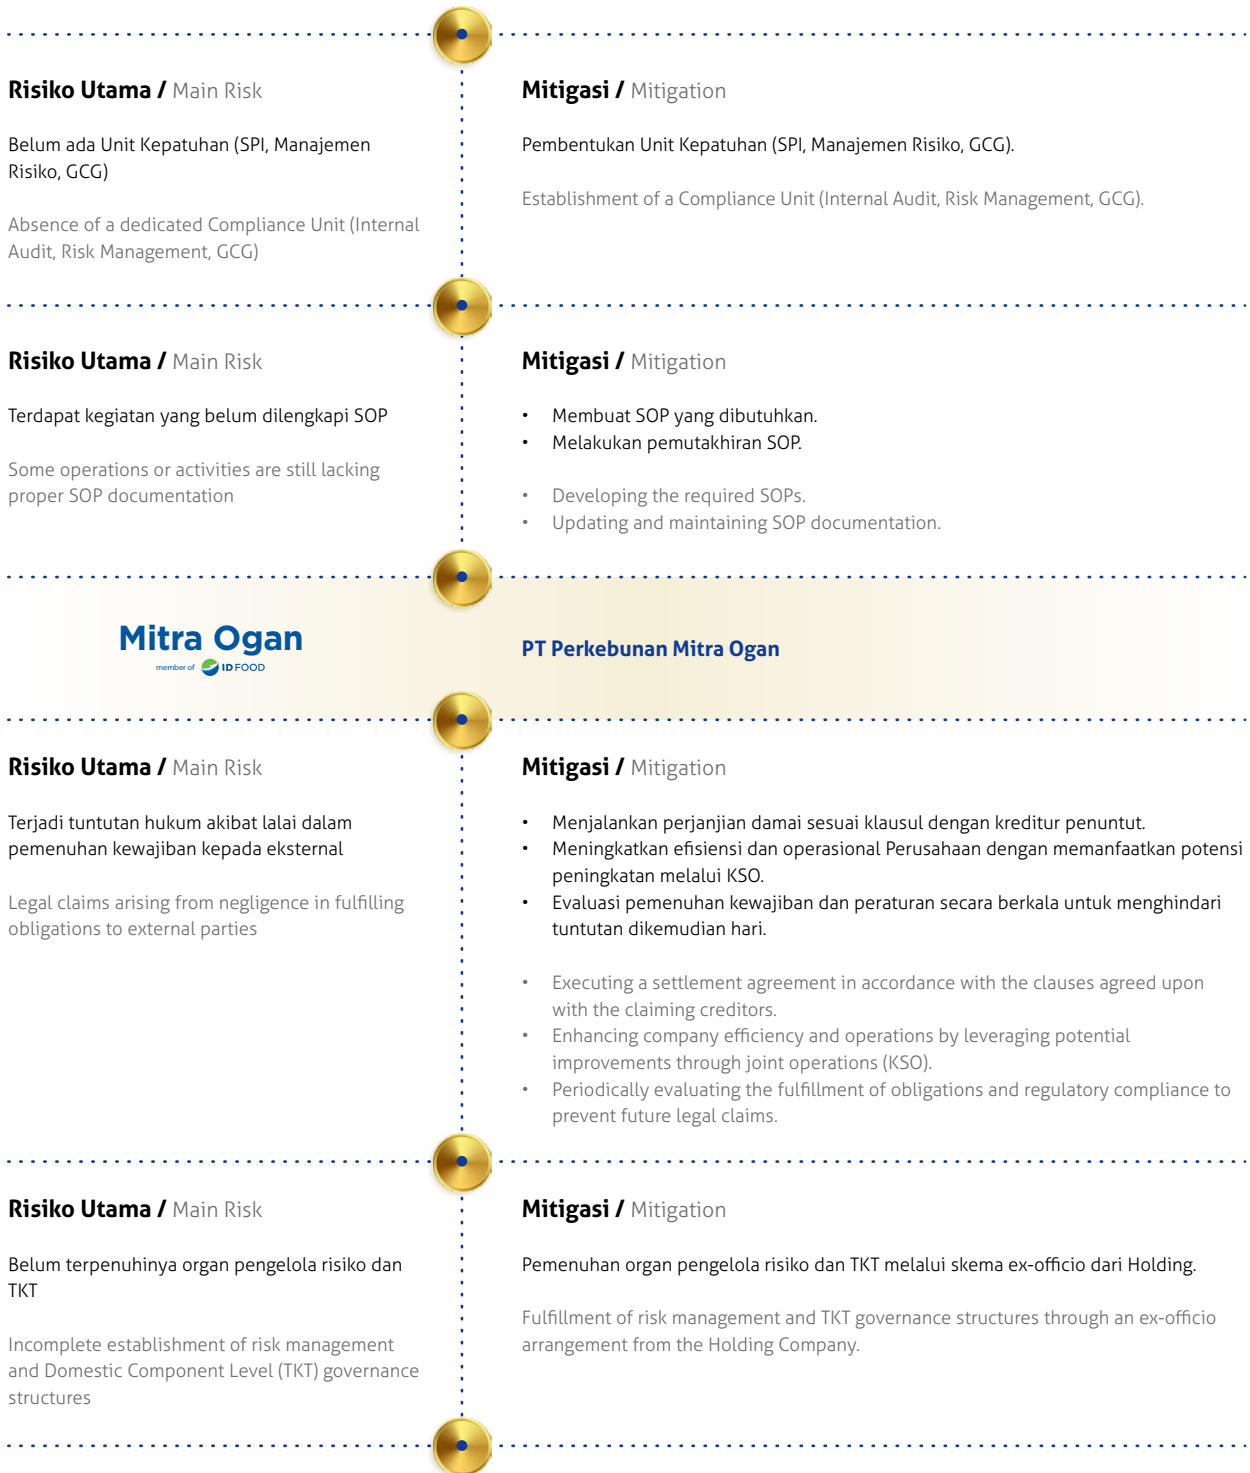 Risiko Utama / Main Risk
Belum ada Unit Kepatuhan (SPI, Manajemen
Risiko, GCG)
Absence of a dedicated Compliance Unit (Internal
Audit, Risk Management, GCG)
Mitigasi / Mitigation
Pembentukan Unit Kepatuhan (SPI, Manajemen Risiko, GCG).
Establishment of a Compliance Unit (Internal Audit, Risk Management, GCG).
Risiko Utama / Main Risk
Terdapat kegiatan yang belum dilengkapi SOP
Some operations or activities are still lacking
proper SOP documentation
Mitigasi / Mitigation
• Membuat SOP yang dibutuhkan.
• Melakukan pemutakhiran SOP.
• Developing the required SOPs.
• Updating and maintaining SOP documentation.
Mitra Ogan
member of ID FOOD
PT Perkebunan Mitra Ogan
Risiko Utama / Main Risk
Terjadi tuntutan hukum akibat lalai dalam
pemenuhan kewajiban kepada eksternal
Legal claims arising from negligence in fulfilling
obligations to external parties
Mitigasi / Mitigation
• Menjalankan perjanjian damai sesuai klausul dengan kreditur penuntut.
• Meningkatkan efisiensi dan operasional Perusahaan dengan memanfaatkan potensi
peningkatan melalui KSO.
• Evaluasi pemenuhan kewajiban dan peraturan secara berkala untuk menghindari
tuntutan dikemudian hari.
• Executing a settlement agreement in accordance with the clauses agreed upon
with the claiming creditors.
• Enhancing company efficiency and operations by leveraging potential
improvements through joint operations (KSO).
• Periodically evaluating the fulfillment of obligations and regulatory compliance to
prevent future legal claims.
Risiko Utama / Main Risk
Belum terpenuhinya organ pengelola risiko dan
TKT
Incomplete establishment of risk management
and Domestic Component Level (TKT) governance
structures
Mitigasi / Mitigation
Pemenuhan organ pengelola risiko dan TKT melalui skema ex-officio dari Holding.
Fulfillment of risk management and TKT governance structures through an ex-officio
arrangement from the Holding Company.